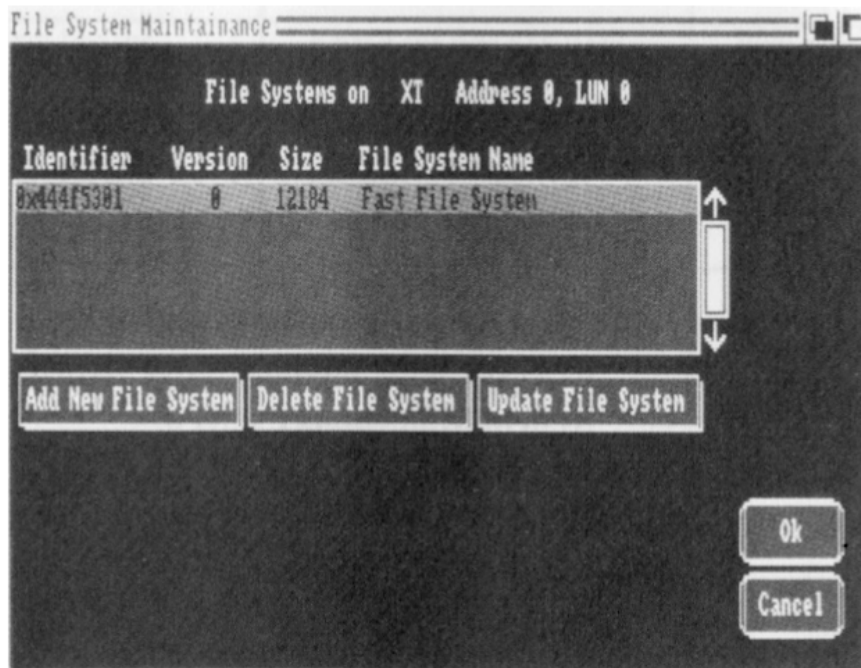 File System Maintainance
File Systems on XT Address 0, LUN 0
Identifier Version Size File System Name
0x444f5301 0 12184 Fast File System
Add New File System Delete File System Update File System
Ok
Cancel